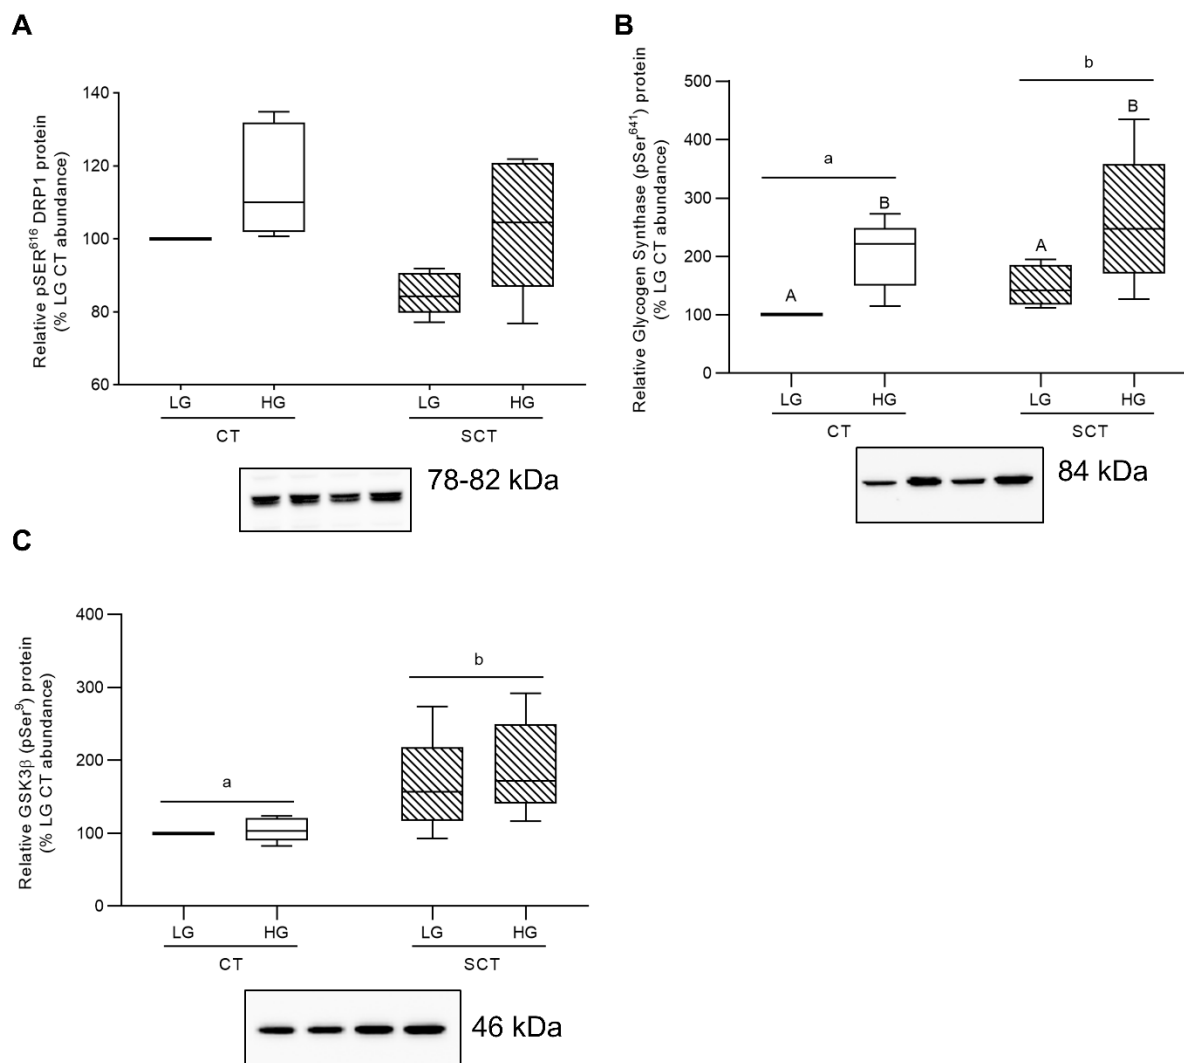 A
Relative pSER⁶¹⁶ DRP1 protein
(% LG CT abundance)
140
120
100
80
60
LG HG LG HG
CT SCT
78-82 kDa
B
Relative Glycogen Synthase (pSer⁶⁴¹) protein
(% LG CT abundance)
500
400
300
200
100
0
a
b
A B A B
LG HG LG HG
CT SCT
84 kDa
C
Relative GSK3β (pSer⁹) protein
(% LG CT abundance)
400
300
200
100
0
a
b
LG HG LG HG
CT SCT
46 kDa